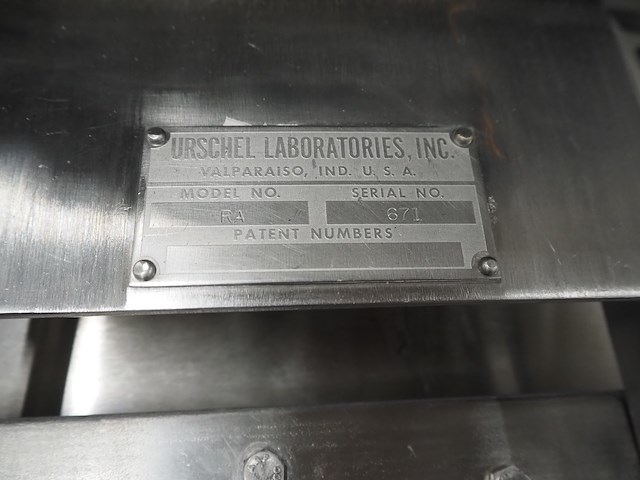 URSCHEL LABORATORIES, INC.
VALPARAISO, IND. U. S. A.
MODEL NO. SERIAL NO.
RA 671
PATENT NUMBERS